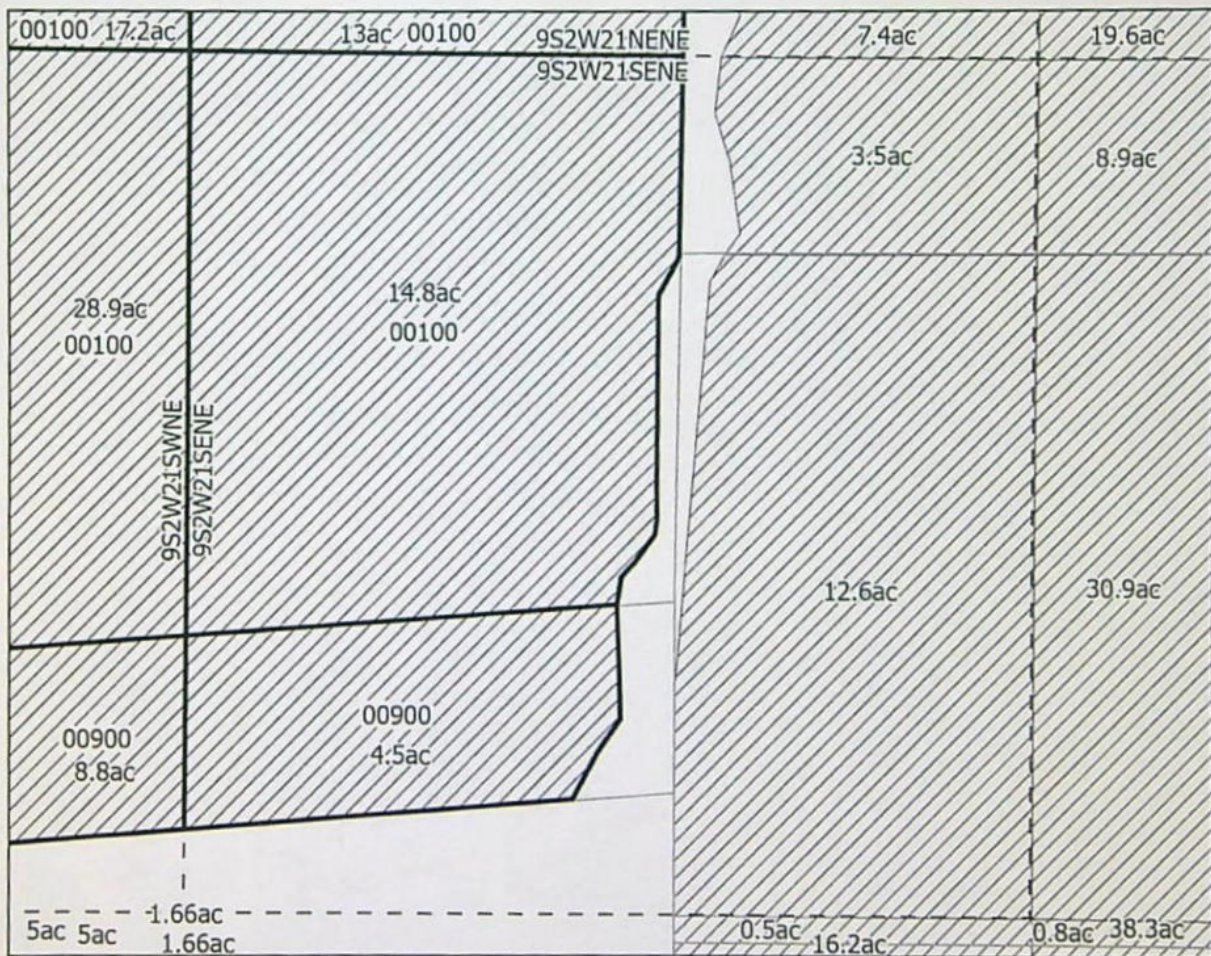 00100 17.2ac
13ac 00100
9S2W21NENE
9S2W21SENE
7.4ac
19.6ac
3.5ac
8.9ac
28.9ac
00100
14.8ac
00100
9S2W21SWNE
9S2W21SENE
12.6ac
30.9ac
00900
8.8ac
00900
4.5ac
1.66ac
5ac 5ac
1.66ac
0.5ac
16.2ac
0.8ac 38.3ac